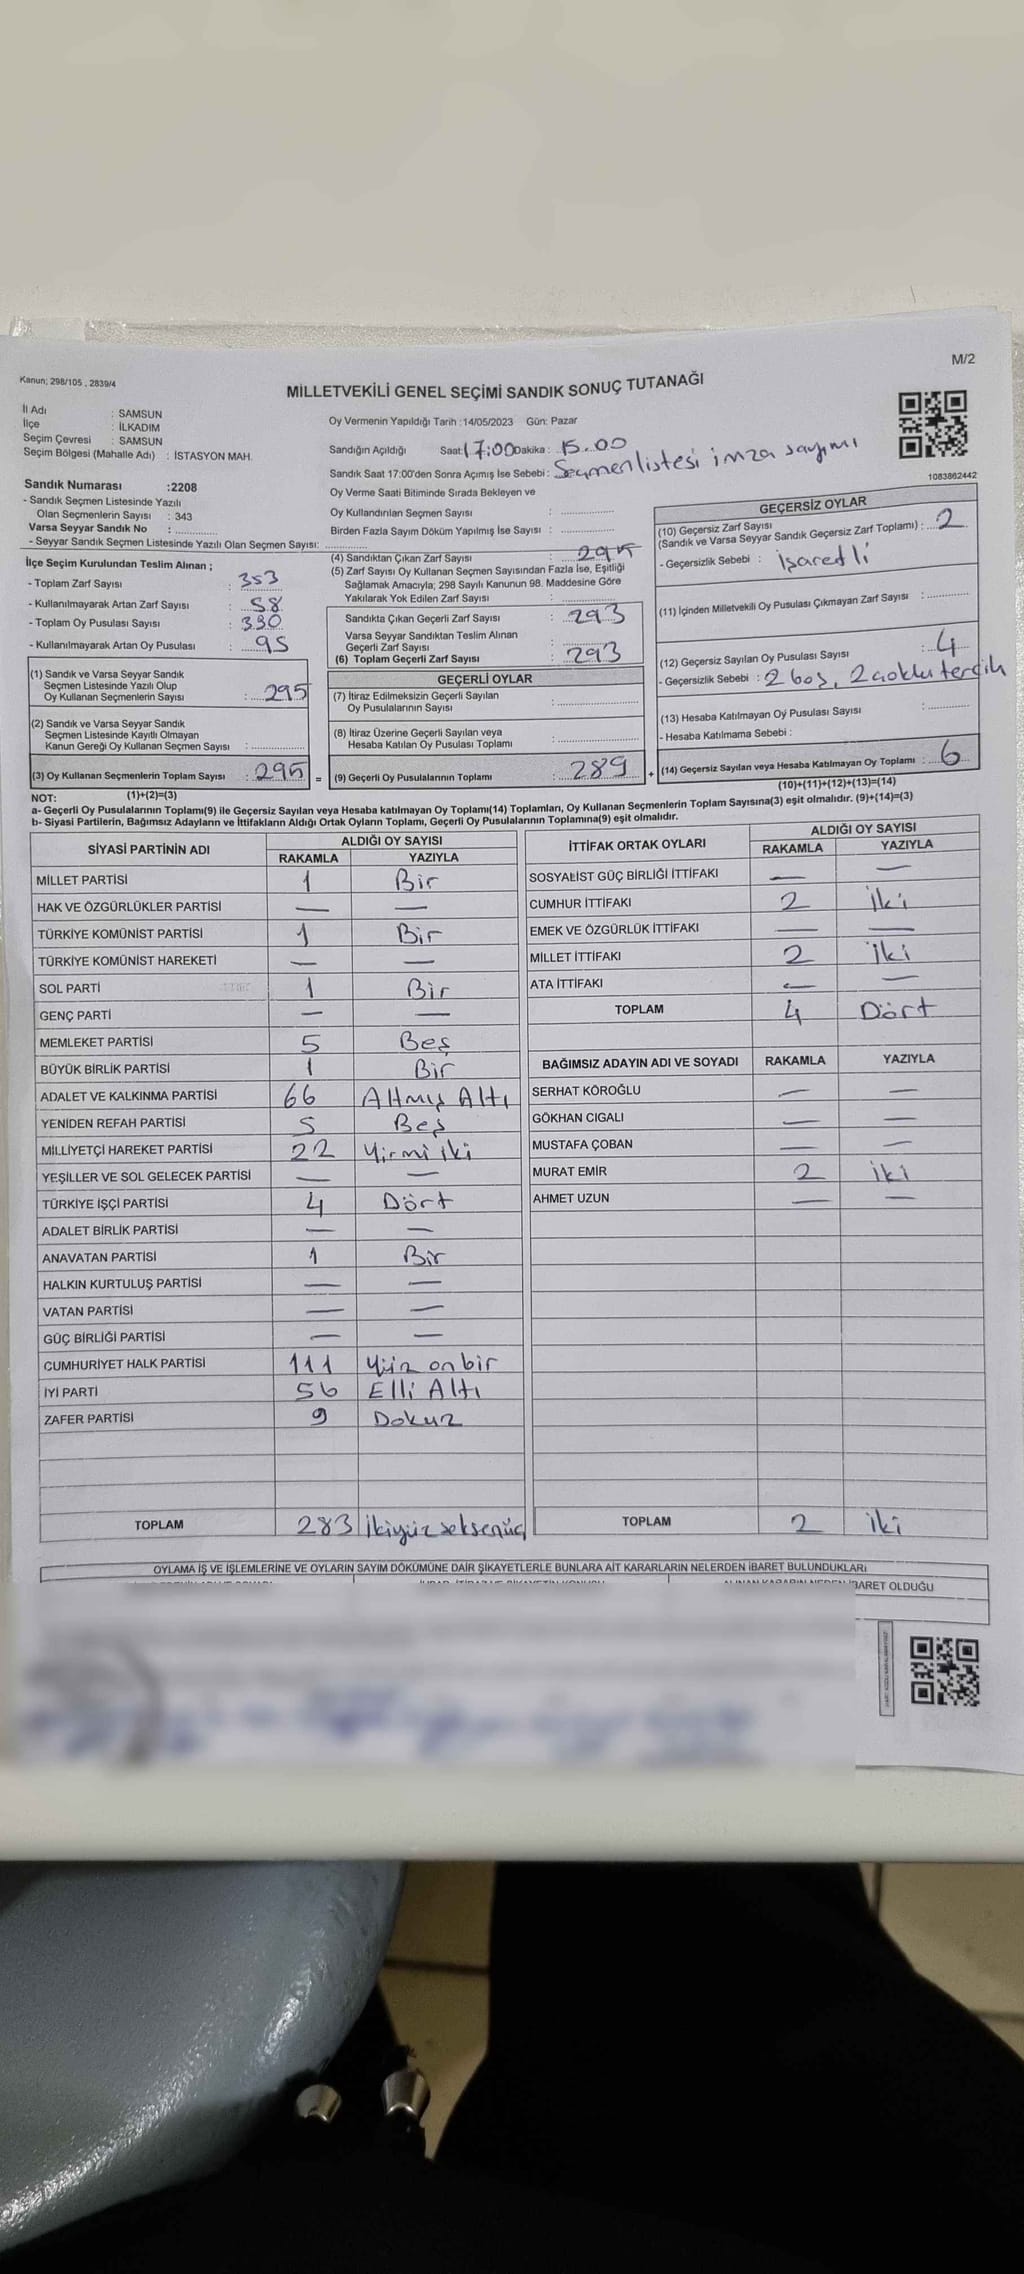 M/2
Kanun; 298/105 , 2839/4
MİLLETVEKİLİ GENEL SEÇİMİ SANDIK SONUÇ TUTANAĞI
İl Adı : SAMSUN
İlçe : İLKADIM
Seçim Çevresi : SAMSUN
Seçim Bölgesi (Mahalle Adı) : İSTASYON MAH.
Sandık Numarası :2208
- Sandık Seçmen Listesinde Yazılı
Olan Seçmenlerin Sayısı : 343
Varsa Seyyar Sandık No :
- Seyyar Sandık Seçmen Listesinde Yazılı Olan Seçmen Sayısı:
Oy Vermenin Yapıldığı Tarih :14/05/2023 Gün: Pazar
Sandığın Açıldığı Saat: 17:00 Dakika : 15.00
Sandık Saat 17:00'den Sonra Açımış İse Sebebi : Seçmen listesi imza sayımı
Oy Verme Saati Bitiminde Sırada Bekleyen ve
Oy Kullandırılan Seçmen Sayısı :
Birden Fazla Sayım Döküm Yapılmış İse Sayısı :
1083862442
İlçe Seçim Kurulundan Teslim Alınan ;
- Toplam Zarf Sayısı : 353
- Kullanılmayarak Artan Zarf Sayısı : 58
- Toplam Oy Pusulası Sayısı : 390
- Kullanılmayarak Artan Oy Pusulası : 95
(1) Sandık ve Varsa Seyyar Sandık
Seçmen Listesinde Yazılı Olup
Oy Kullanan Seçmenlerin Sayısı : 295
(2) Sandık ve Varsa Seyyar Sandık
Seçmen Listesinde Kayıtlı Olmayan
Kanun Gereği Oy Kullanan Seçmen Sayısı :
(3) Oy Kullanan Seçmenlerin Toplam Sayısı : 295 =
(1)+(2)=(3)
(4) Sandıktan Çıkan Zarf Sayısı : 295
(5) Zarf Sayısı Oy Kullanan Seçmen Sayısından Fazla İse, Eşitliği
Sağlamak Amacıyla; 298 Sayılı Kanunun 98. Maddesine Göre
Yakılarak Yok Edilen Zarf Sayısı :
Sandıkta Çıkan Geçerli Zarf Sayısı : 293
Varsa Seyyar Sandıktan Teslim Alınan
Geçerli Zarf Sayısı :
(6) Toplam Geçerli Zarf Sayısı : 293
GEÇERLİ OYLAR
(7) İtiraz Edilmeksizin Geçerli Sayılan
Oy Pusulalarının Sayısı :
(8) İtiraz Üzerine Geçerli Sayılan veya
Hesaba Katılan Oy Pusulası Toplamı :
(9) Geçerli Oy Pusulalarının Toplamı : 289 +
GEÇERSİZ OYLAR
(10) Geçersiz Zarf Sayısı
(Sandık ve Varsa Seyyar Sandık Geçersiz Zarf Toplamı) : 2
- Geçersizlik Sebebi : işaretli
(11) İçinden Milletvekili Oy Pusulası Çıkmayan Zarf Sayısı :
(12) Geçersiz Sayılan Oy Pusulası Sayısı : 4
- Geçersizlik Sebebi : 2 boş, 2 çoklu tercih
(13) Hesaba Katılmayan Oy Pusulası Sayısı :
- Hesaba Katılmama Sebebi :
(14) Geçersiz Sayılan veya Hesaba Katılmayan Oy Toplamı : 6
(10)+(11)+(12)+(13)=(14)
NOT:
a- Geçerli Oy Pusulalarının Toplamı(9) ile Geçersiz Sayılan veya Hesaba katılmayan Oy Toplamı(14) Toplamları, Oy Kullanan Seçmenlerin Toplam Sayısına(3) eşit olmalıdır. (9)+(14)=(3)
b- Siyasi Partilerin, Bağımsız Adayların ve İttifakların Aldığı Ortak Oyların Toplamı, Geçerli Oy Pusulalarının Toplamına(9) eşit olmalıdır.
SİYASİ PARTİNİN ADI ALDIĞI OY SAYISI
RAKAMLA YAZIYLA
MİLLET PARTİSİ 1 Bir
HAK VE ÖZGÜRLÜKLER PARTİSİ — —
TÜRKİYE KOMÜNİST PARTİSİ 1 Bir
TÜRKİYE KOMÜNİST HAREKETİ — —
SOL PARTİ 1 Bir
GENÇ PARTİ — —
MEMLEKET PARTİSİ 5 Beş
BÜYÜK BİRLİK PARTİSİ 1 Bir
ADALET VE KALKINMA PARTİSİ 66 Altmış Altı
YENİDEN REFAH PARTİSİ 5 Beş
MİLLİYETÇİ HAREKET PARTİSİ 22 Yirmi iki
YEŞİLLER VE SOL GELECEK PARTİSİ — —
TÜRKİYE İŞÇİ PARTİSİ 4 Dört
ADALET BİRLİK PARTİSİ — —
ANAVATAN PARTİSİ 1 Bir
HALKIN KURTULUŞ PARTİSİ — —
VATAN PARTİSİ — —
GÜÇ BİRLİĞİ PARTİSİ — —
CUMHURİYET HALK PARTİSİ 111 Yüz on bir
İYİ PARTİ 56 Elli Altı
ZAFER PARTİSİ 9 Dokuz
TOPLAM 283 İkiyüz seksenüç
İTTİFAK ORTAK OYLARI ALDIĞI OY SAYISI
RAKAMLA YAZIYLA
SOSYALİST GÜÇ BİRLİĞİ İTTİFAKI — —
CUMHUR İTTİFAKI 2 İki
EMEK VE ÖZGÜRLÜK İTTİFAKI — —
MİLLET İTTİFAKI 2 İki
ATA İTTİFAKI — —
TOPLAM 4 Dört
BAĞIMSIZ ADAYIN ADI VE SOYADI RAKAMLA YAZIYLA
SERHAT KÖROĞLU — —
GÖKHAN CIGALI — —
MUSTAFA ÇOBAN — —
MURAT EMİR 2 iki
AHMET UZUN — —
TOPLAM 2 iki
OYLAMA İŞ VE İŞLEMLERİNE VE OYLARIN SAYIM DÖKÜMÜNE DAİR ŞİKAYETLERLE BUNLARA AİT KARARLARIN NELERDEN İBARET BULUNDUKLARI
İBARET OLDUĞU